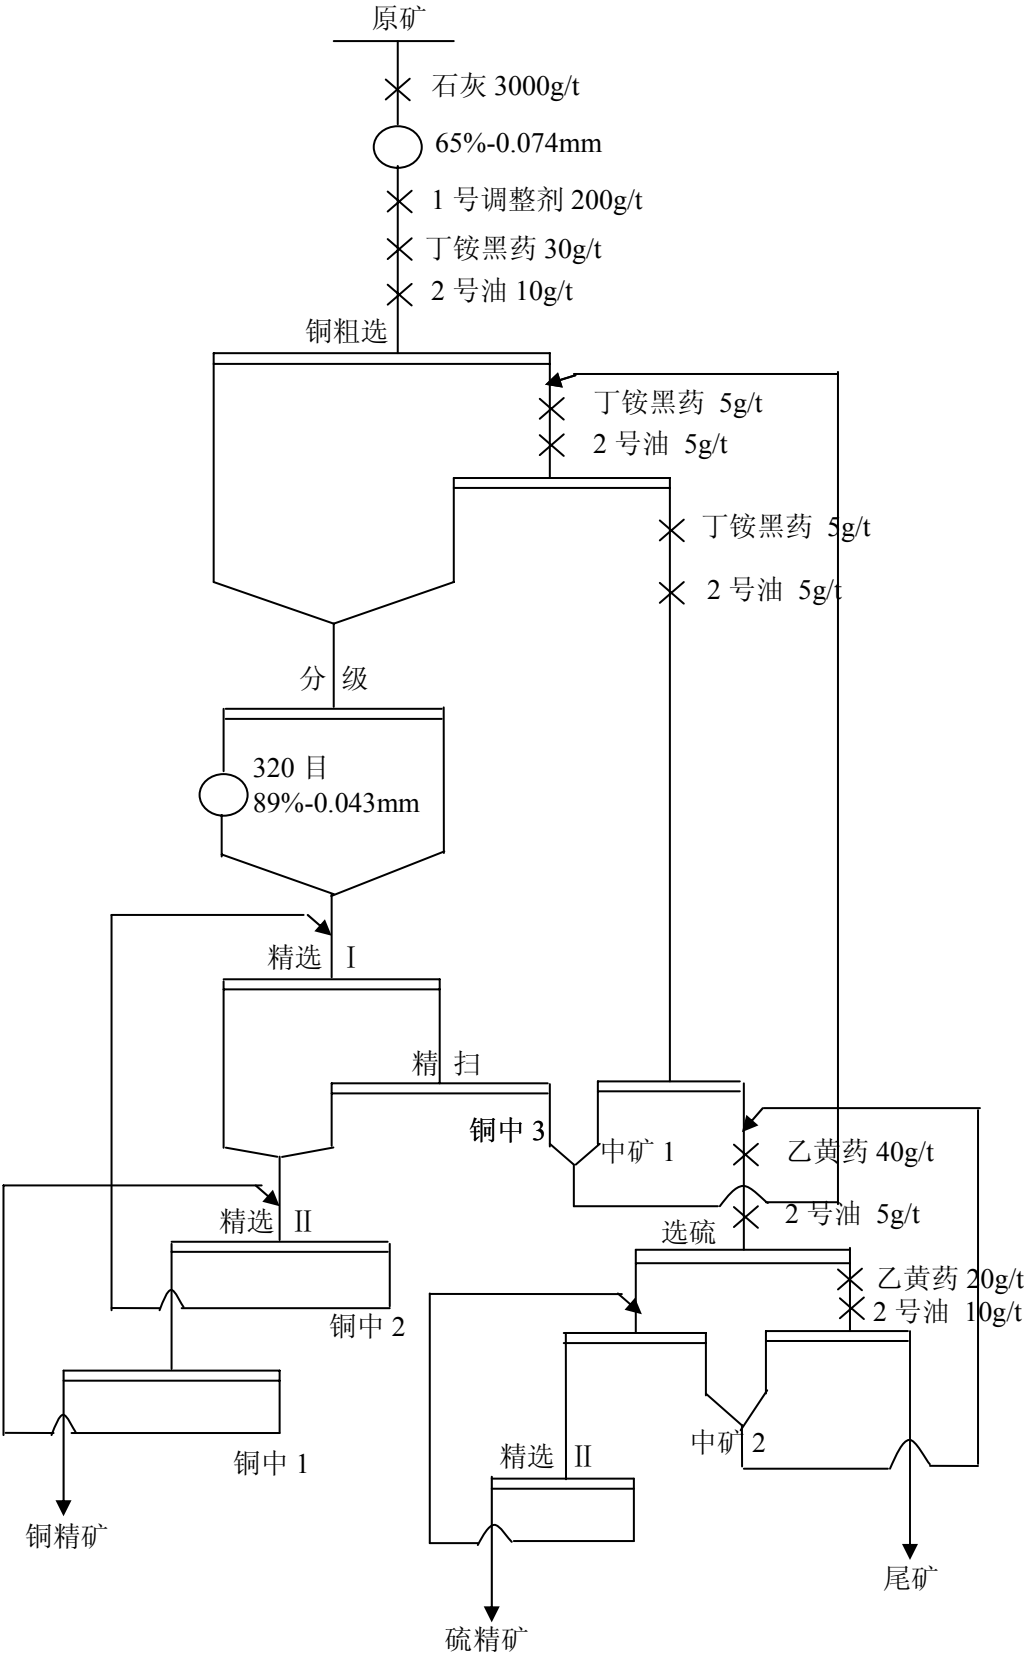 原矿
石灰 3000g/t
65%-0.074mm
1 号调整剂 200g/t
丁铵黑药 30g/t
2 号油 10g/t
铜粗选
丁铵黑药 5g/t
2 号油 5g/t
丁铵黑药 5g/t
2 号油 5g/t
分 级
320 目
89%-0.043mm
精选 Ⅰ
精 扫
铜中 3
中矿 1
乙黄药 40g/t
2 号油 5g/t
精选 Ⅱ
选硫
乙黄药 20g/t
2 号油 10g/t
铜中 2
中矿 2
精选 Ⅱ
铜中 1
铜精矿
尾矿
硫精矿